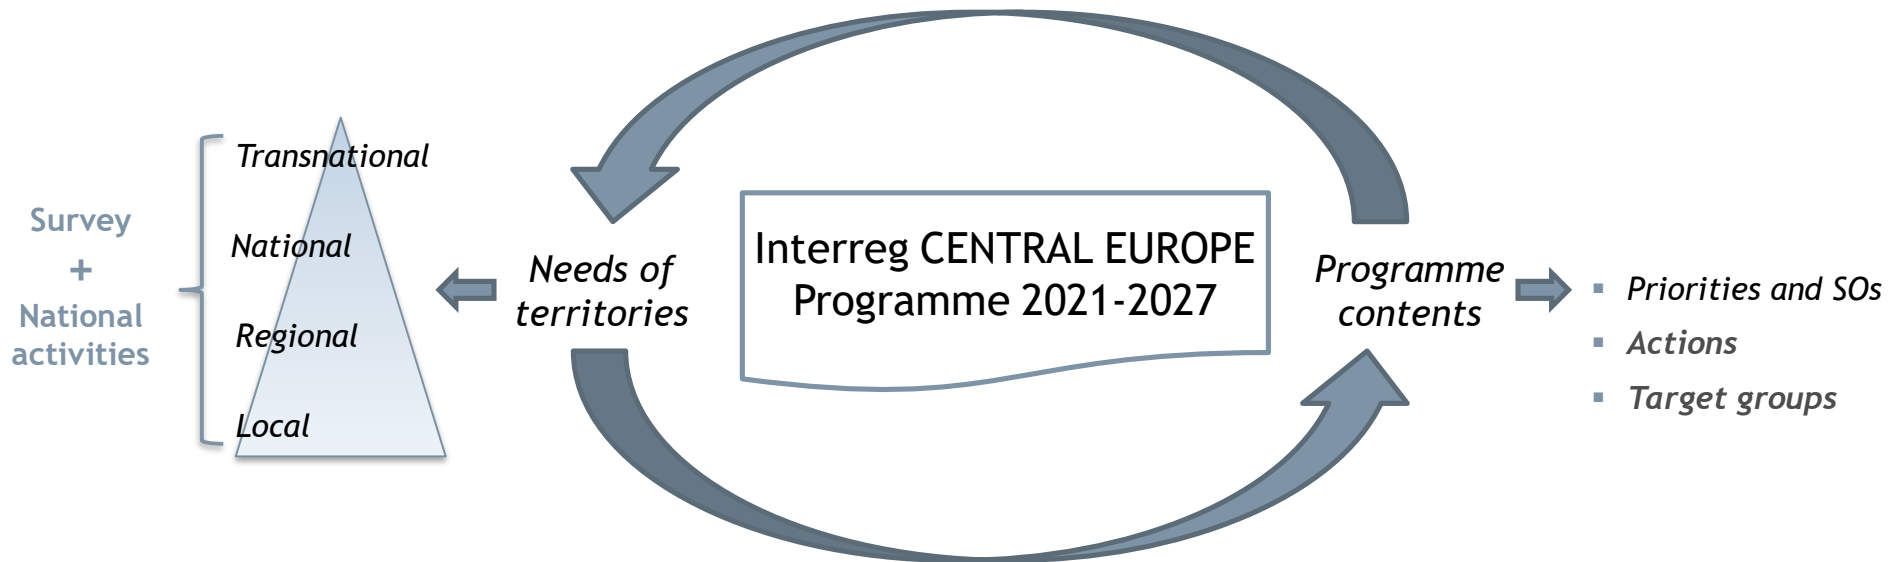 Survey
+
National
activities
Transnational
National
Regional
Local
Needs of
territories
Interreg CENTRAL EUROPE
Programme 2021-2027
Programme
contents
▪ Priorities and SOs
▪ Actions
▪ Target groups